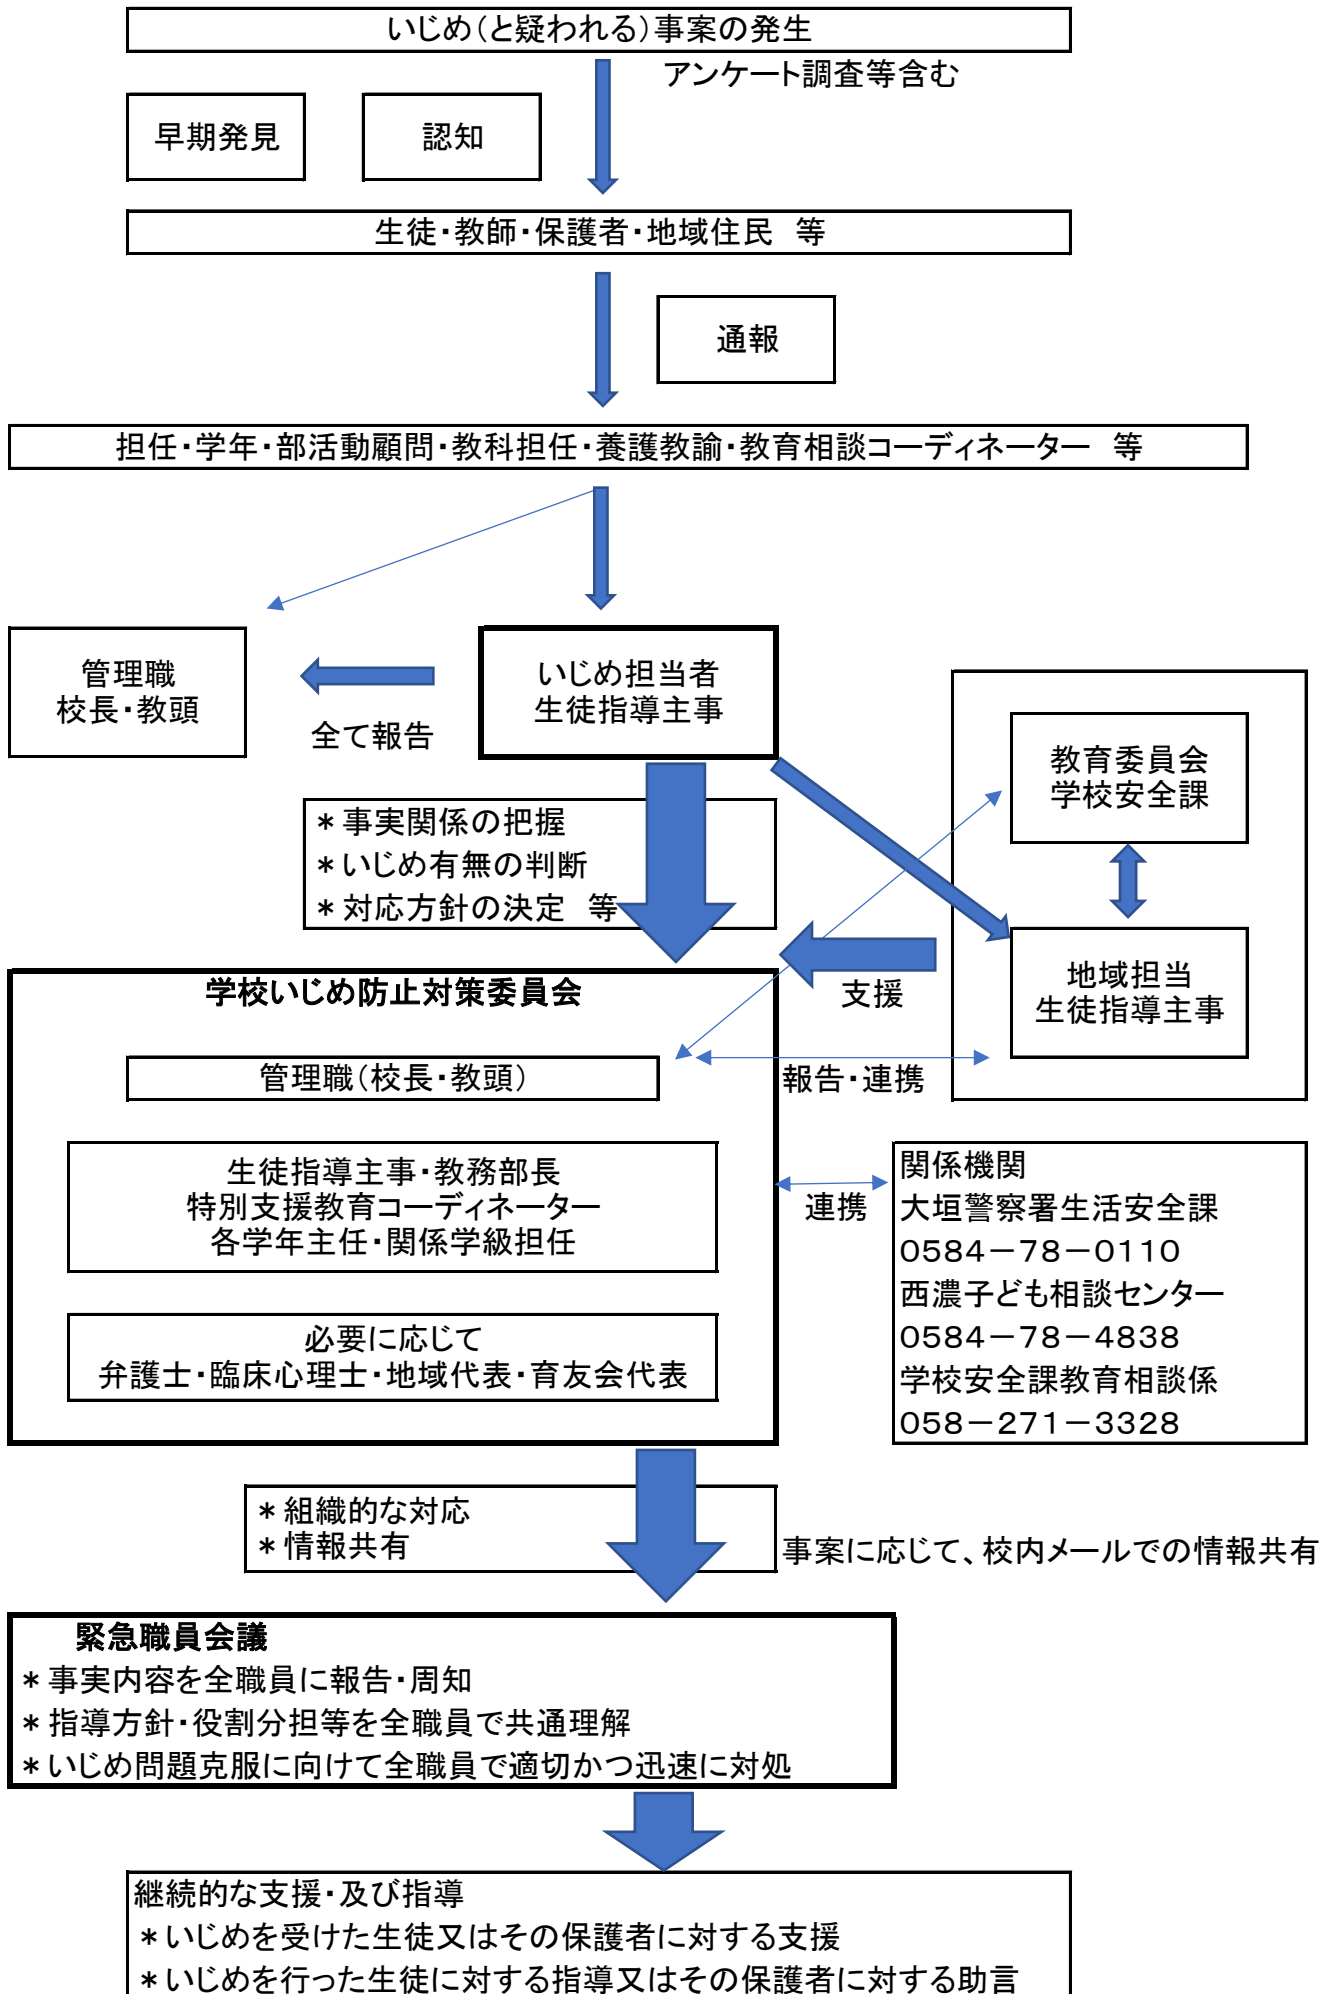 いじめ（と疑われる）事案の発生
アンケート調査等含む
早期発見
認知
生徒・教師・保護者・地域住民　等
通報
担任・学年・部活動顧問・教科担任・養護教諭・教育相談コーディネーター　等
管理職
校長・教頭
全て報告
いじめ担当者
生徒指導主事
教育委員会
学校安全課
＊事実関係の把握
＊いじめ有無の判断
＊対応方針の決定　等
地域担当
生徒指導主事
支援
学校いじめ防止対策委員会
管理職（校長・教頭）
報告・連携
生徒指導主事・教務部長
特別支援教育コーディネーター
各学年主任・関係学級担任
連携
関係機関
大垣警察署生活安全課
０５８４－７８－０１１０
西濃子ども相談センター
０５８４－７８－４８３８
学校安全課教育相談係
０５８－２７１－３３２８
必要に応じて
弁護士・臨床心理士・地域代表・育友会代表
＊組織的な対応
＊情報共有
事案に応じて、校内メールでの情報共有
緊急職員会議
＊事実内容を全職員に報告・周知
＊指導方針・役割分担等を全職員で共通理解
＊いじめ問題克服に向けて全職員で適切かつ迅速に対処
継続的な支援・及び指導
＊いじめを受けた生徒又はその保護者に対する支援
＊いじめを行った生徒に対する指導又はその保護者に対する助言